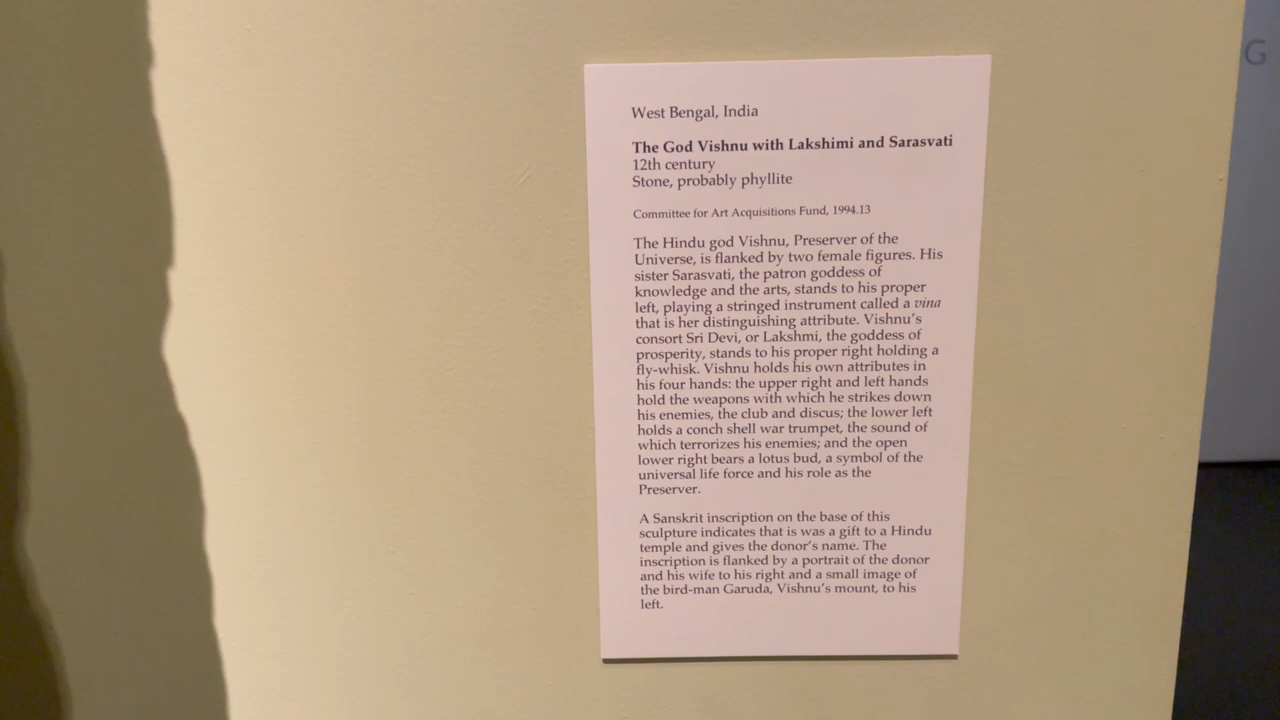 West Bengal, India
The God Vishnu with Lakshimi and Sarasvati
12th century
Stone, probably phyllite
Committee for Art Acquisitions Fund, 1994.13
The Hindu god Vishnu, Preserver of the
Universe, is flanked by two female figures. His
sister Sarasvati, the patron goddess of
knowledge and the arts, stands to his proper
left, playing a stringed instrument called a vina
that is her distinguishing attribute. Vishnu's
consort Sri Devi, or Lakshmi, the goddess of
prosperity, stands to his proper right holding a
fly-whisk. Vishnu holds his own attributes in
his four hands: the upper right and left hands
hold the weapons with which he strikes down
his enemies, the club and discus; the lower left
holds a conch shell war trumpet, the sound of
which terrorizes his enemies; and the open
lower right bears a lotus bud, a symbol of the
universal life force and his role as the
Preserver.
A Sanskrit inscription on the base of this
sculpture indicates that is was a gift to a Hindu
temple and gives the donor's name. The
inscription is flanked by a portrait of the donor
and his wife to his right and a small image of
the bird-man Garuda, Vishnu's mount, to his
left.
G